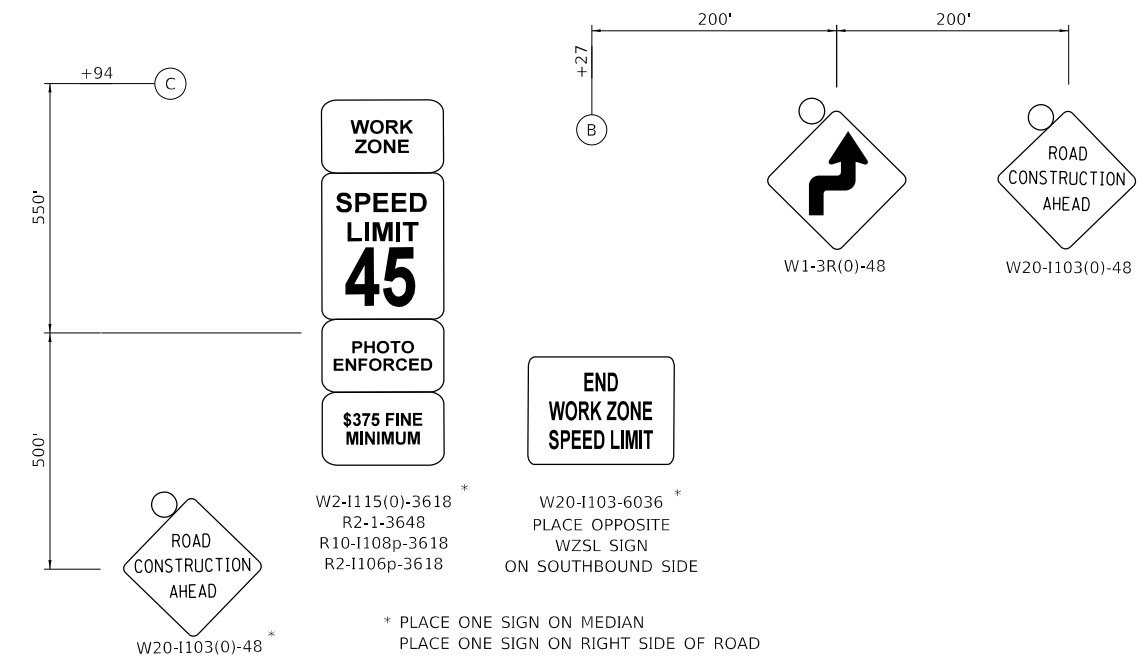 200'
200'
+94
C
+27
B
550'
500'
WORK
ZONE
SPEED
LIMIT
45
PHOTO
ENFORCED
$375 FINE
MINIMUM
W2-I115(0)-3618 *
R2-1-3648
R10-I108p-3618
R2-I106p-3618
END
WORK ZONE
SPEED LIMIT
W20-I103-6036 *
PLACE OPPOSITE
WZSL SIGN
ON SOUTHBOUND SIDE
W1-3R(0)-48
ROAD
CONSTRUCTION
AHEAD
W20-I103(0)-48
ROAD
CONSTRUCTION
AHEAD
W20-I103(0)-48 *
* PLACE ONE SIGN ON MEDIAN
PLACE ONE SIGN ON RIGHT SIDE OF ROAD